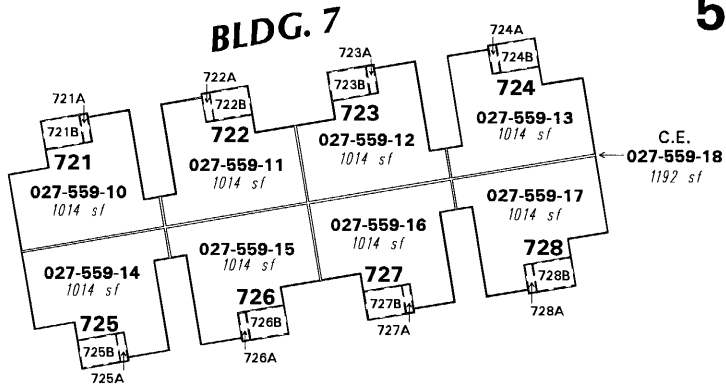 BLDG. 7
5
721A
721B
721
027-559-10
1014 sf
722A
722B
722
027-559-11
1014 sf
723A
723B
723
027-559-12
1014 sf
724A
724B
724
027-559-13
1014 sf
C.E.
027-559-18
1192 sf
027-559-14
1014 sf
725
725B
725A
027-559-15
1014 sf
726
726B
726A
027-559-16
1014 sf
727
727B
727A
027-559-17
1014 sf
728
728B
728A